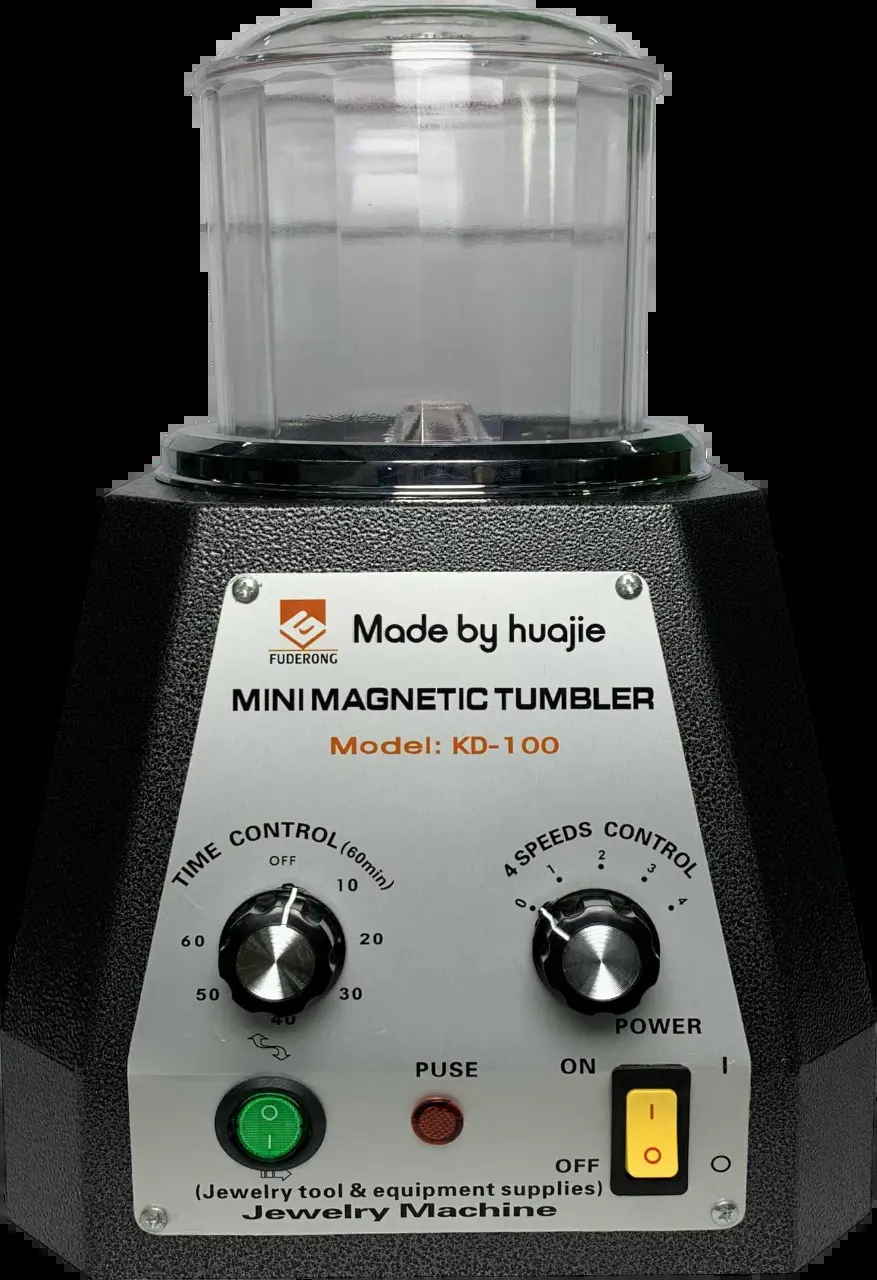 FUDERONG
Made by huajie
MINI MAGNETIC TUMBLER
Model: KD-100
TIME CONTROL (60min)
OFF
10
20
30
40
50
60
4 SPEEDS CONTROL
0
1
2
3
4
POWER
PUSE
ON
I
OFF
O
O
I
I
O
(Jewelry tool & equipment supplies)
Jewelry Machine